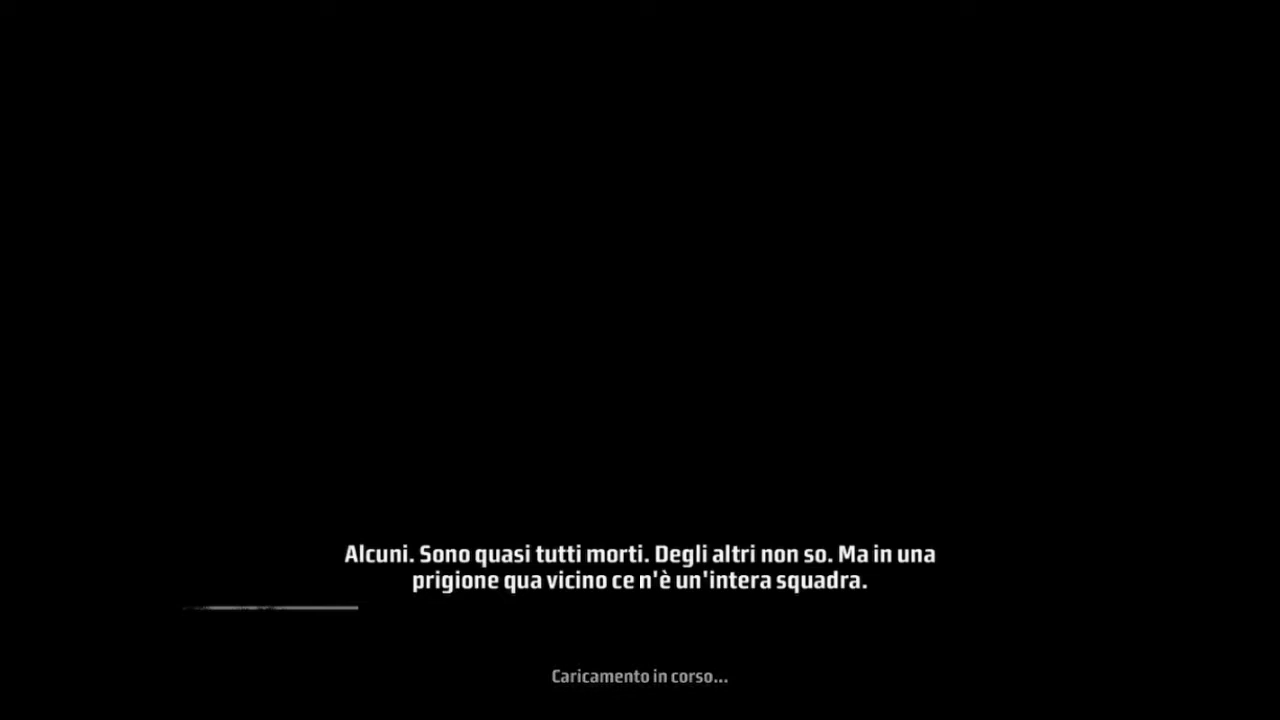 Alcuni. Sono quasi tutti morti. Degli altri non so. Ma in una
prigione qua vicino ce n'è un'intera squadra.
Caricamento in corso...